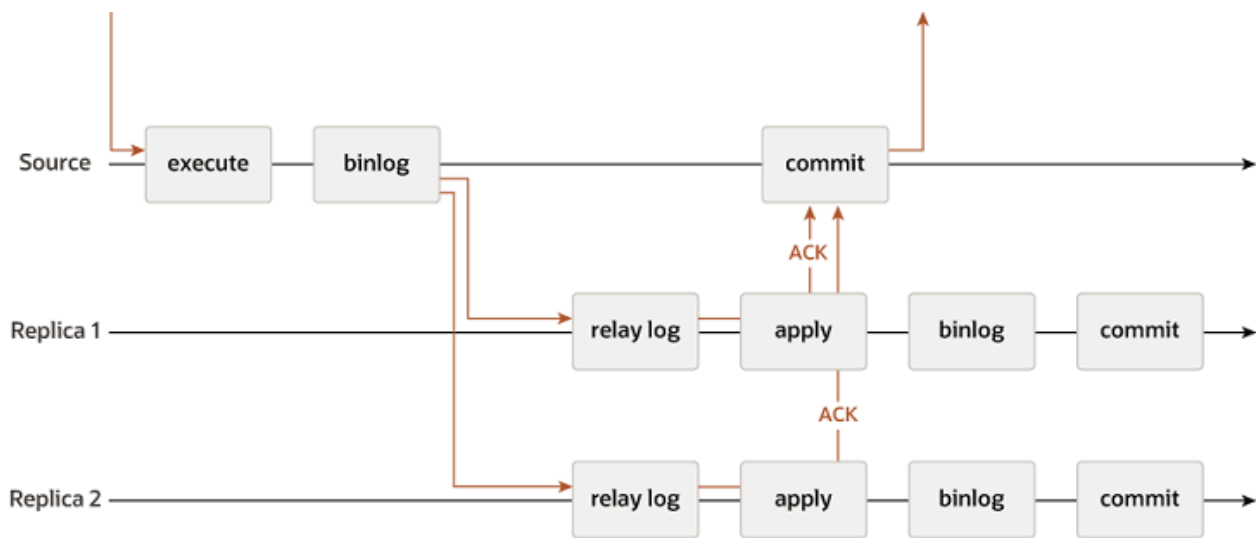 Source
execute
binlog
commit
ACK
Replica 1
relay log
apply
binlog
commit
ACK
Replica 2
relay log
apply
binlog
commit